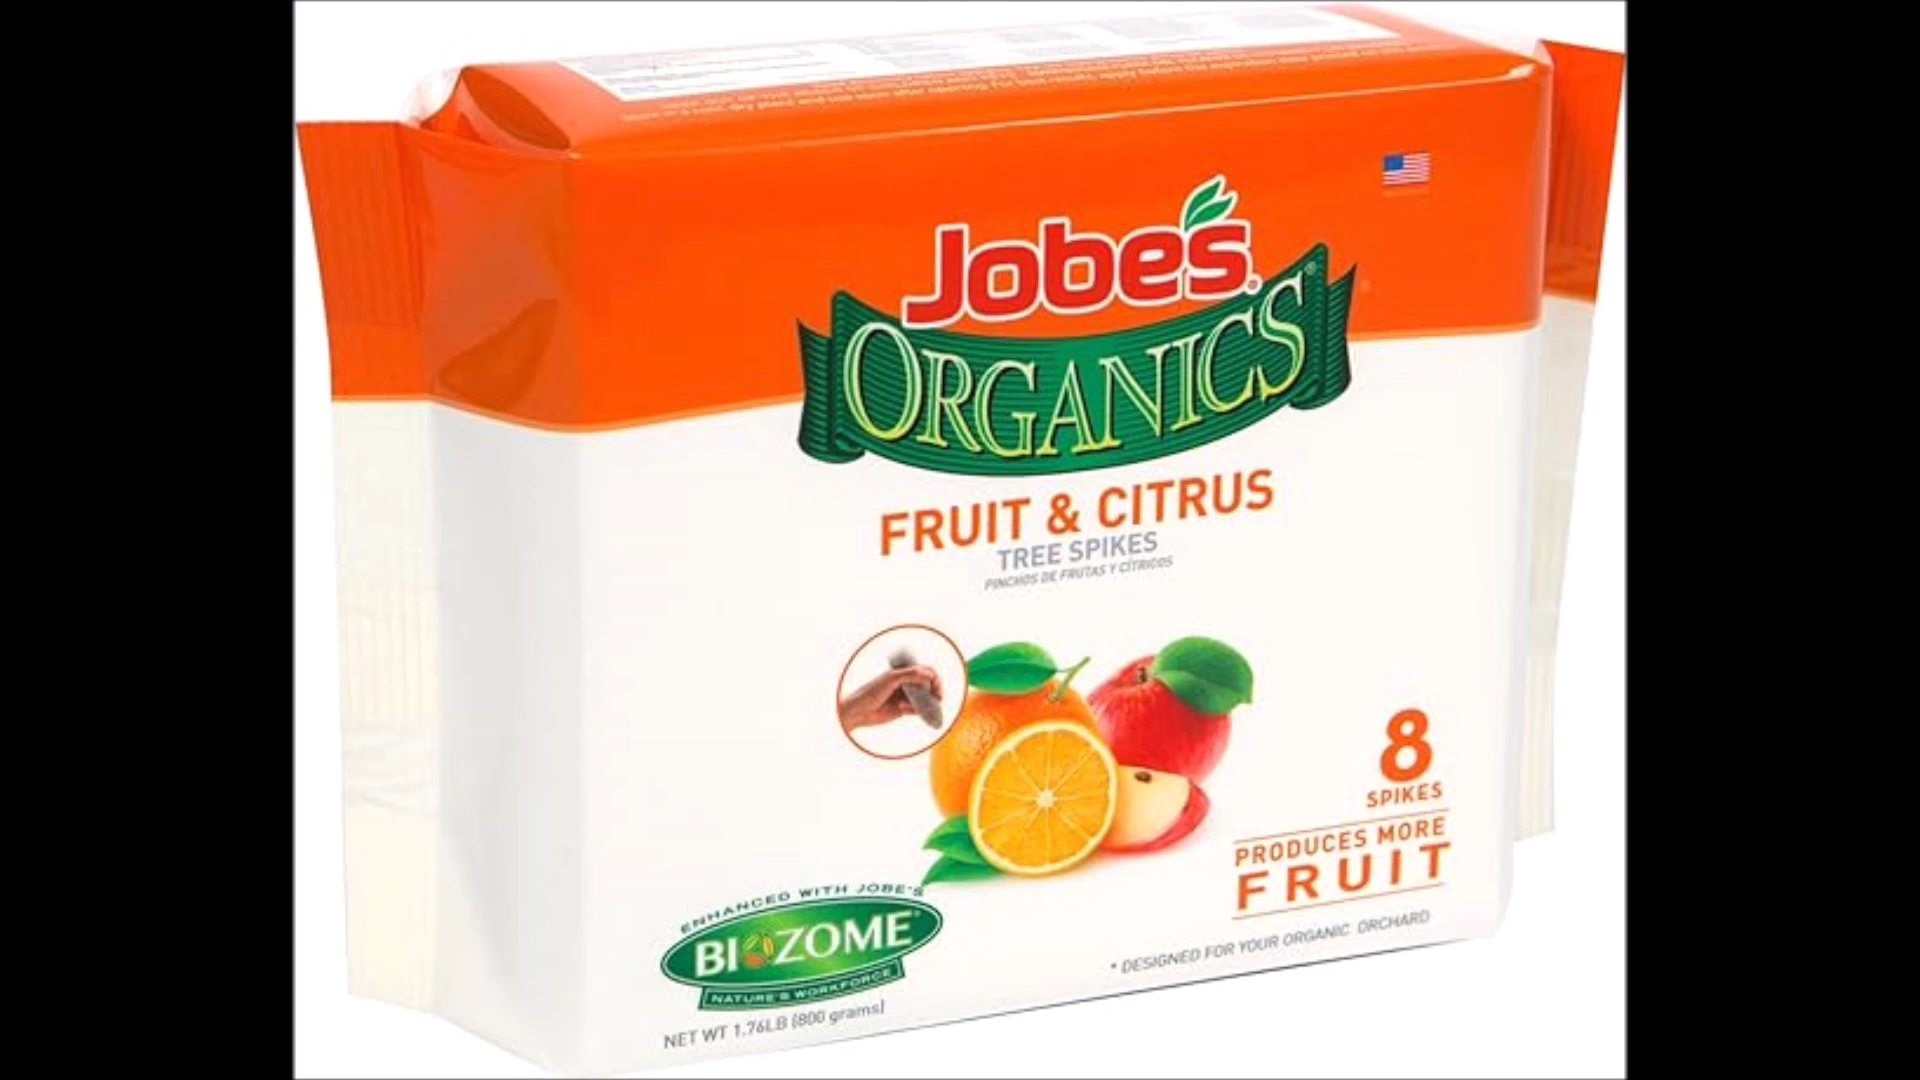 Jobe's®
ORGANICS®
FRUIT & CITRUS
TREE SPIKES
PINCHOS DE FRUTAS Y CÍTRICOS
8
SPIKES
PRODUCES MORE
FRUIT
* DESIGNED FOR YOUR ORGANIC ORCHARD
ENHANCED WITH JOBE'S
BIOZOME®
NATURE'S WORKFORCE
NET WT 1.76LB (800 grams)